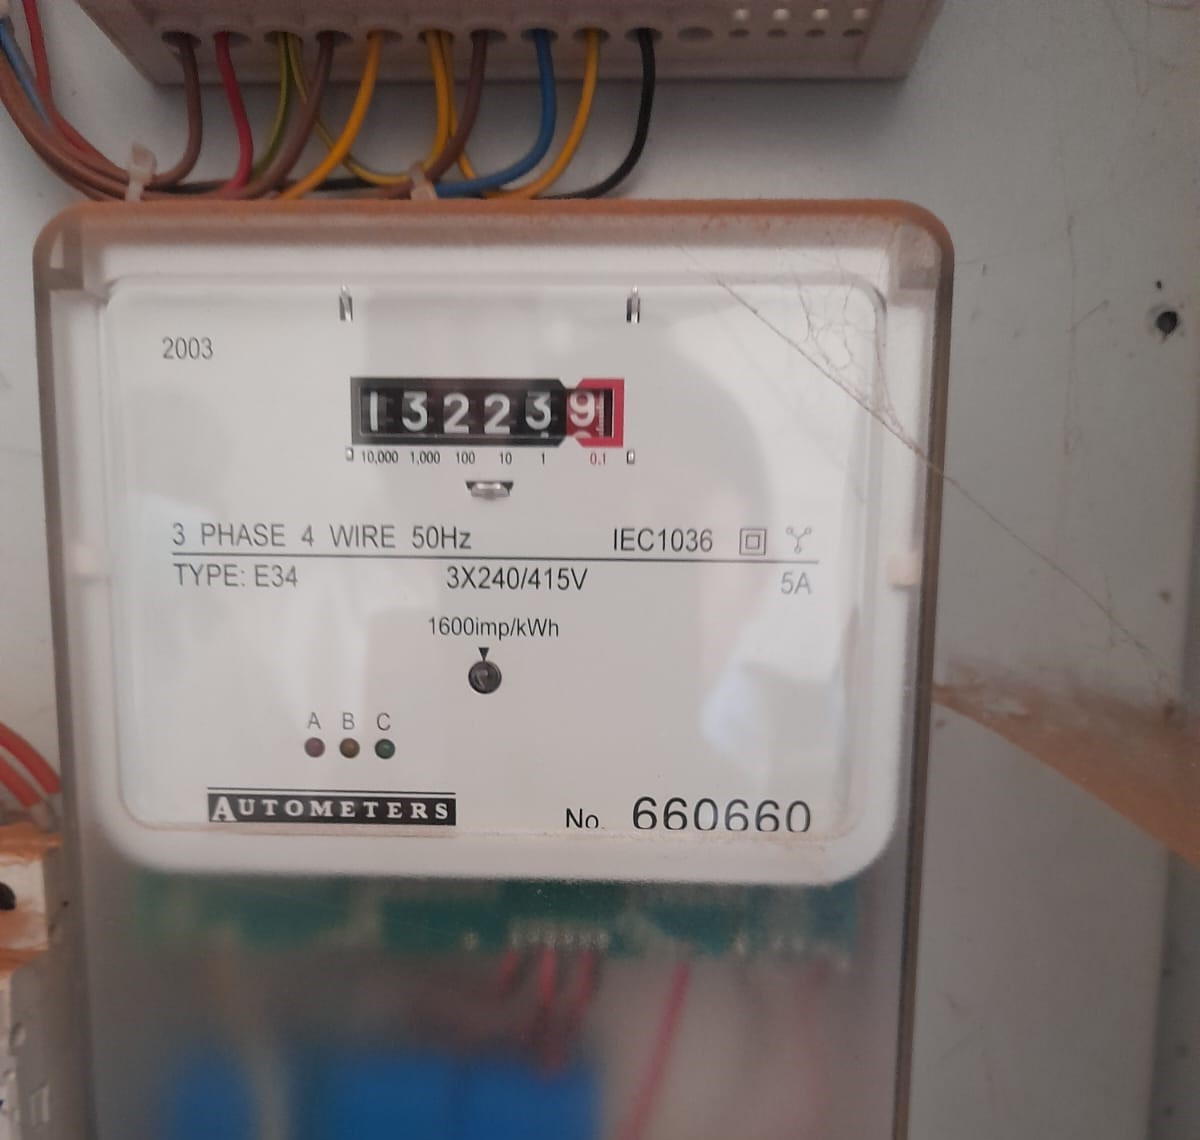 2003
132239
10,000 1,000 100 10 1 0.1
3 PHASE 4 WIRE 50Hz IEC1036
TYPE: E34 3X240/415V 5A
1600imp/kWh
A B C
AUTOMETERS No. 660660